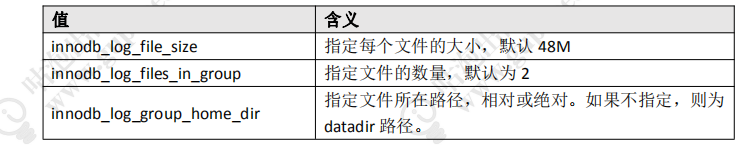 值 含义
innodb_log_file_size 指定每个文件的大小，默认 48M
innodb_log_files_in_group 指定文件的数量，默认为 2
innodb_log_group_home_dir 指定文件所在路径，相对或绝对。如果不指定，则为
datadir 路径。